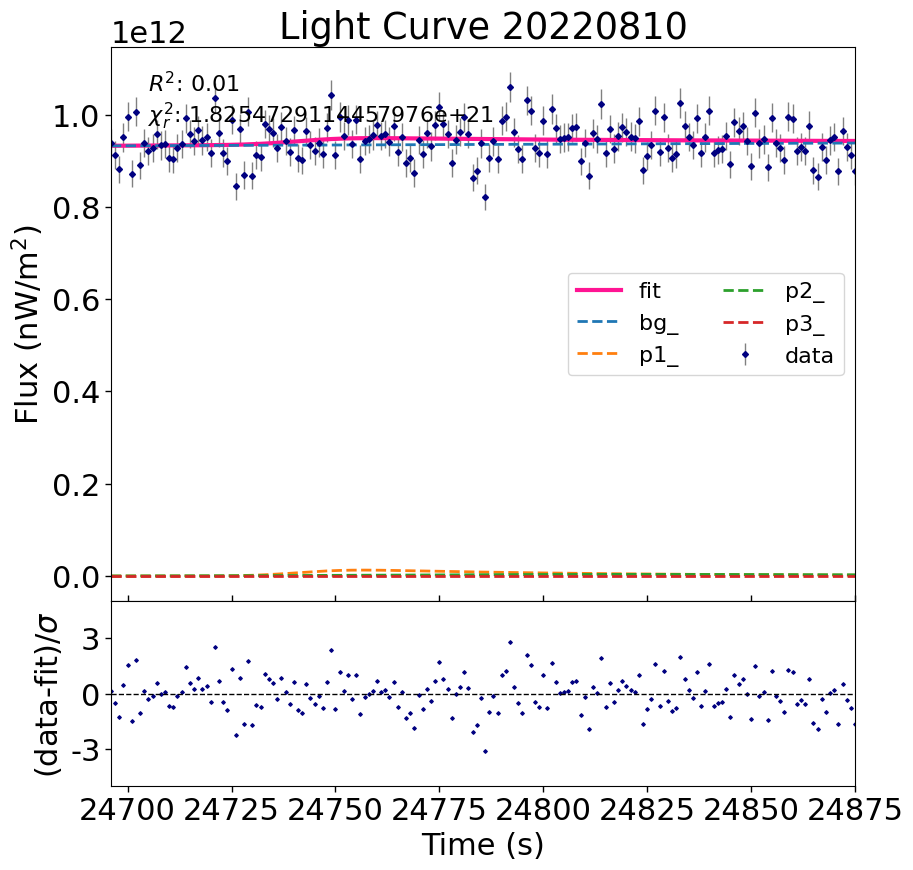 Light Curve 20220810
1e12
R²: 0.01
χ²ᵣ: 1.825472911445797​6e+21
Flux (nW/m²)
1.0
0.8
0.6
0.4
0.2
0.0
fit
bg_
p1_
p2_
p3_
data
(data-fit)/σ
3
0
-3
24700 24725 24750 24775 24800 24825 24850 24875
Time (s)